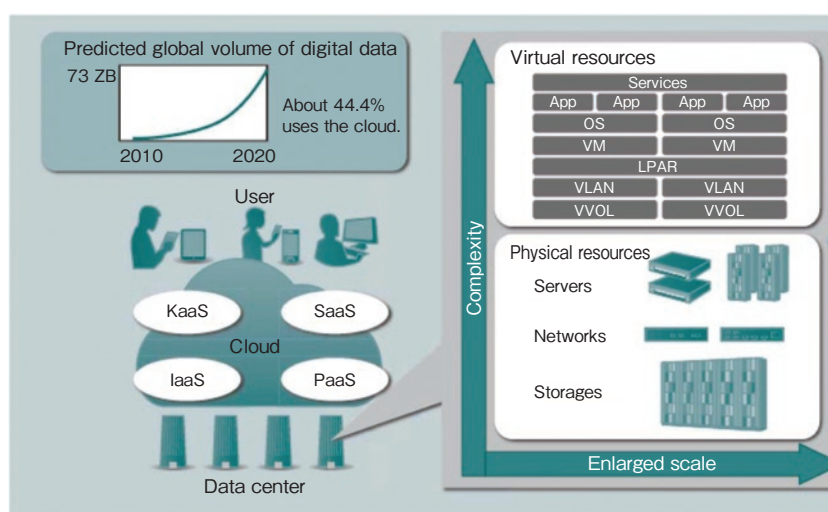 Predicted global volume of digital data
73 ZB
About 44.4%
uses the cloud.
2010 2020
User
KaaS SaaS
Cloud
IaaS PaaS
Data center
Complexity
Enlarged scale
Virtual resources
Services
App App App App
OS OS
VM VM
LPAR
VLAN VLAN
VVOL VVOL
Physical resources
Servers
Networks
Storages